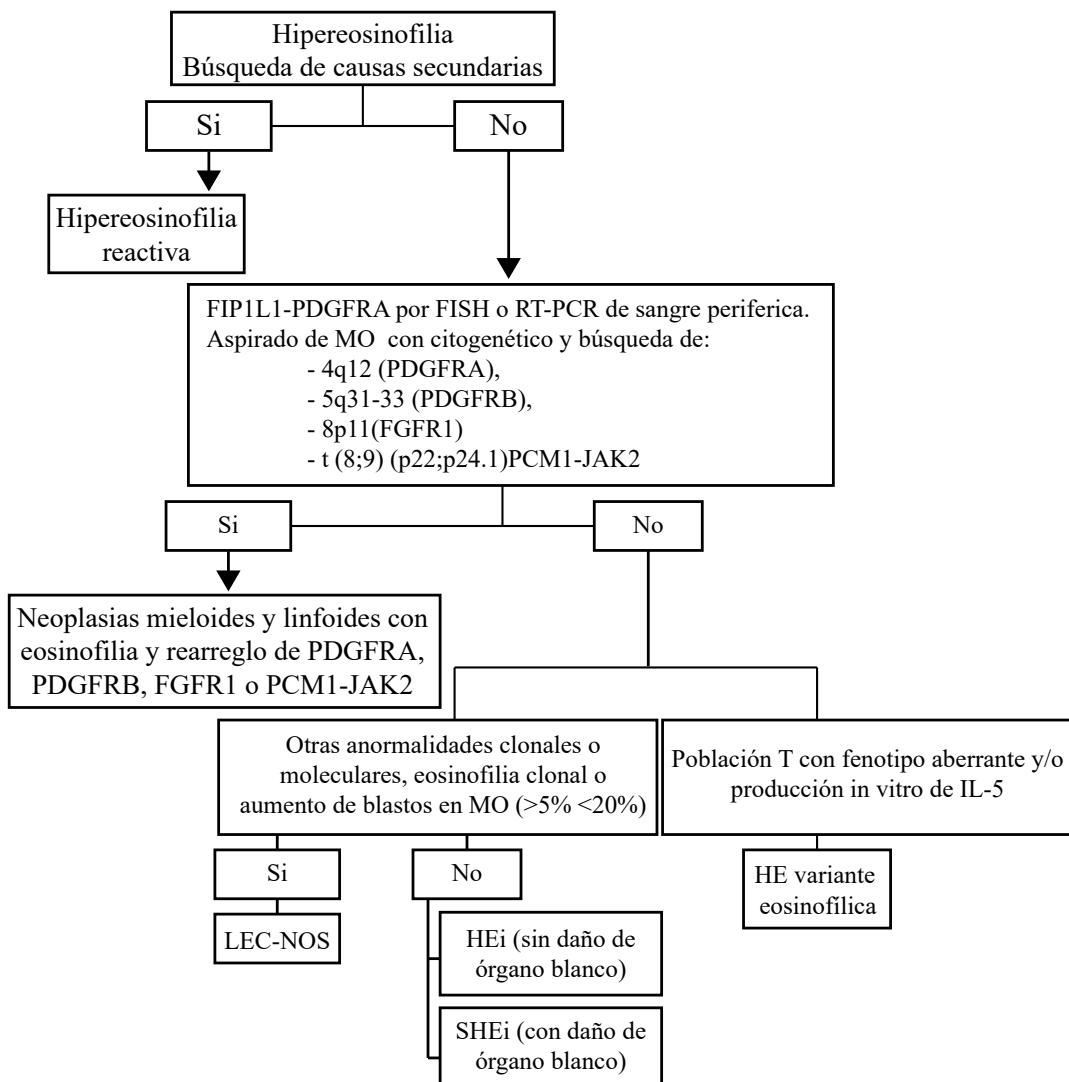 Hipereosinofilia
Búsqueda de causas secundarias
Si
No
Hipereosinofilia
reactiva
FIP1L1-PDGFRA por FISH o RT-PCR de sangre periferica.
Aspirado de MO con citogenético y búsqueda de:
- 4q12 (PDGFRA),
- 5q31-33 (PDGFRB),
- 8p11(FGFR1)
- t (8;9) (p22;p24.1)PCM1-JAK2
Si
No
Neoplasias mieloides y linfoides con
eosinofilia y rearreglo de PDGFRA,
PDGFRB, FGFR1 o PCM1-JAK2
Otras anormalidades clonales o
moleculares, eosinofilia clonal o
aumento de blastos en MO (>5% <20%)
Población T con fenotipo aberrante y/o
producción in vitro de IL-5
Si
No
HE variante
eosinofílica
LEC-NOS
HEi (sin daño de
órgano blanco)
SHEi (con daño de
órgano blanco)